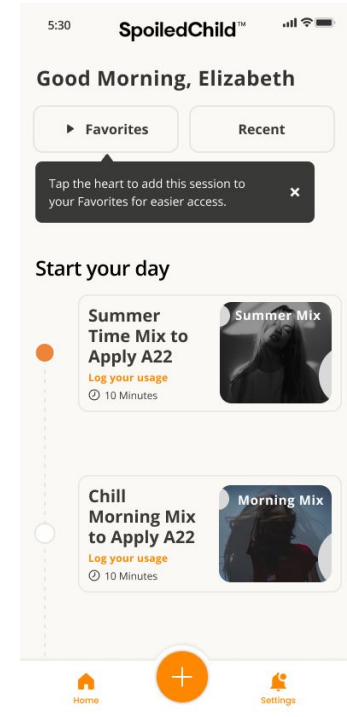 5:30
SpoiledChild™
Good Morning, Elizabeth
Favorites
Recent
Tap the heart to add this session to
your Favorites for easier access.
Start your day
Summer
Time Mix to
Apply A22
Log your usage
10 Minutes
Summer Mix
Chill
Morning Mix
to Apply A22
Log your usage
10 Minutes
Morning Mix
Home
Settings